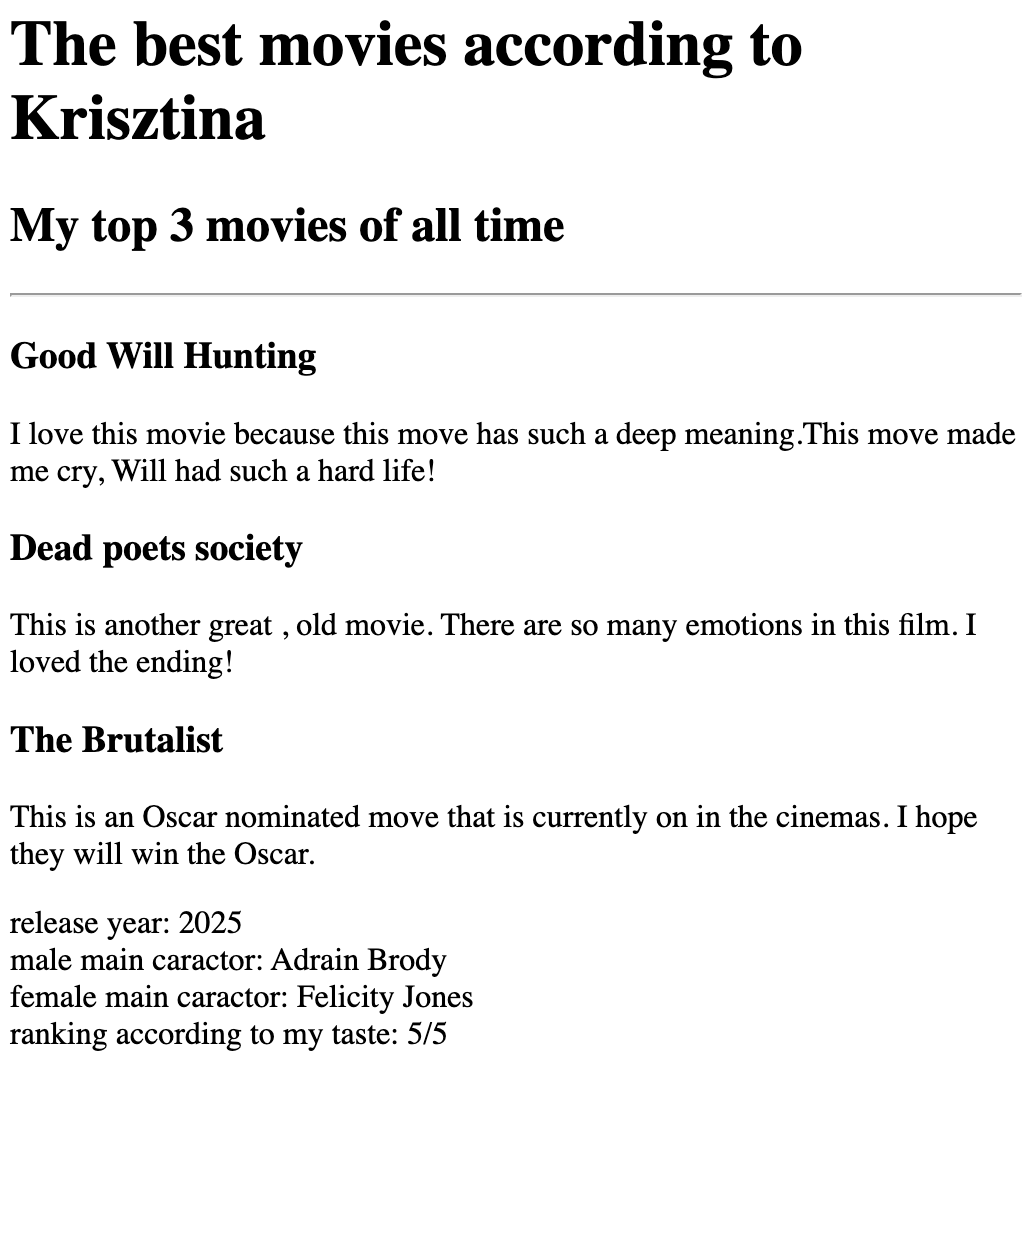 The best movies according to
Krisztina
My top 3 movies of all time
Good Will Hunting
I love this movie because this move has such a deep meaning.This move made
me cry, Will had such a hard life!
Dead poets society
This is another great , old movie. There are so many emotions in this film. I
loved the ending!
The Brutalist
This is an Oscar nominated move that is currently on in the cinemas. I hope
they will win the Oscar.
release year: 2025
male main caractor: Adrain Brody
female main caractor: Felicity Jones
ranking according to my taste: 5/5